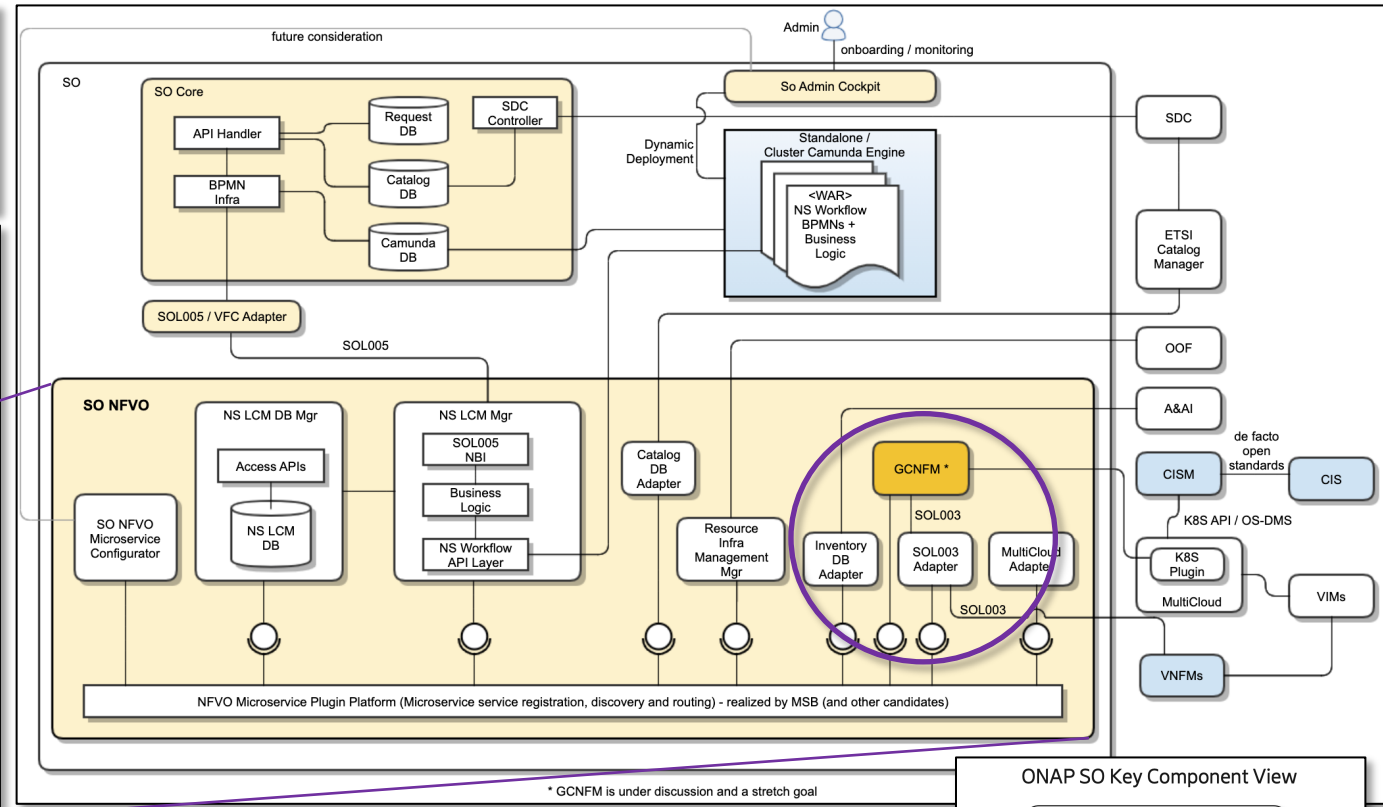 future consideration
Admin
onboarding / monitoring
SO
SO Core
So Admin Cockpit
API Handler
Request
DB
SDC
Controller
SDC
Dynamic
Deployment
Standalone /
Cluster Camunda Engine
BPMN
Infra
Catalog
DB
<WAR>
NS Workflow
BPMNs +
Business
Logic
Camunda
DB
ETSI
Catalog
Manager
SOL005 / VFC Adapter
SOL005
OOF
SO NFVO
NS LCM DB Mgr
NS LCM Mgr
A&AI
SOL005
NBI
Access APIs
Catalog
DB
Adapter
GCNFM *
de facto
open
standards
CISM
CIS
Business
Logic
SO NFVO
Microservice
Configurator
NS LCM
DB
NS Workflow
API Layer
Resource
Infra
Management
Mgr
SOL003
Inventory
DB
Adapter
SOL003
Adapter
MultiCloud
Adapter
K8S API / OS-DMS
K8S
Plugin
MultiCloud
VIMs
SOL003
VNFMs
NFVO Microservice Plugin Platform (Microservice service registration, discovery and routing) - realized by MSB (and other candidates)
* GCNFM is under discussion and a stretch goal
ONAP SO Key Component View